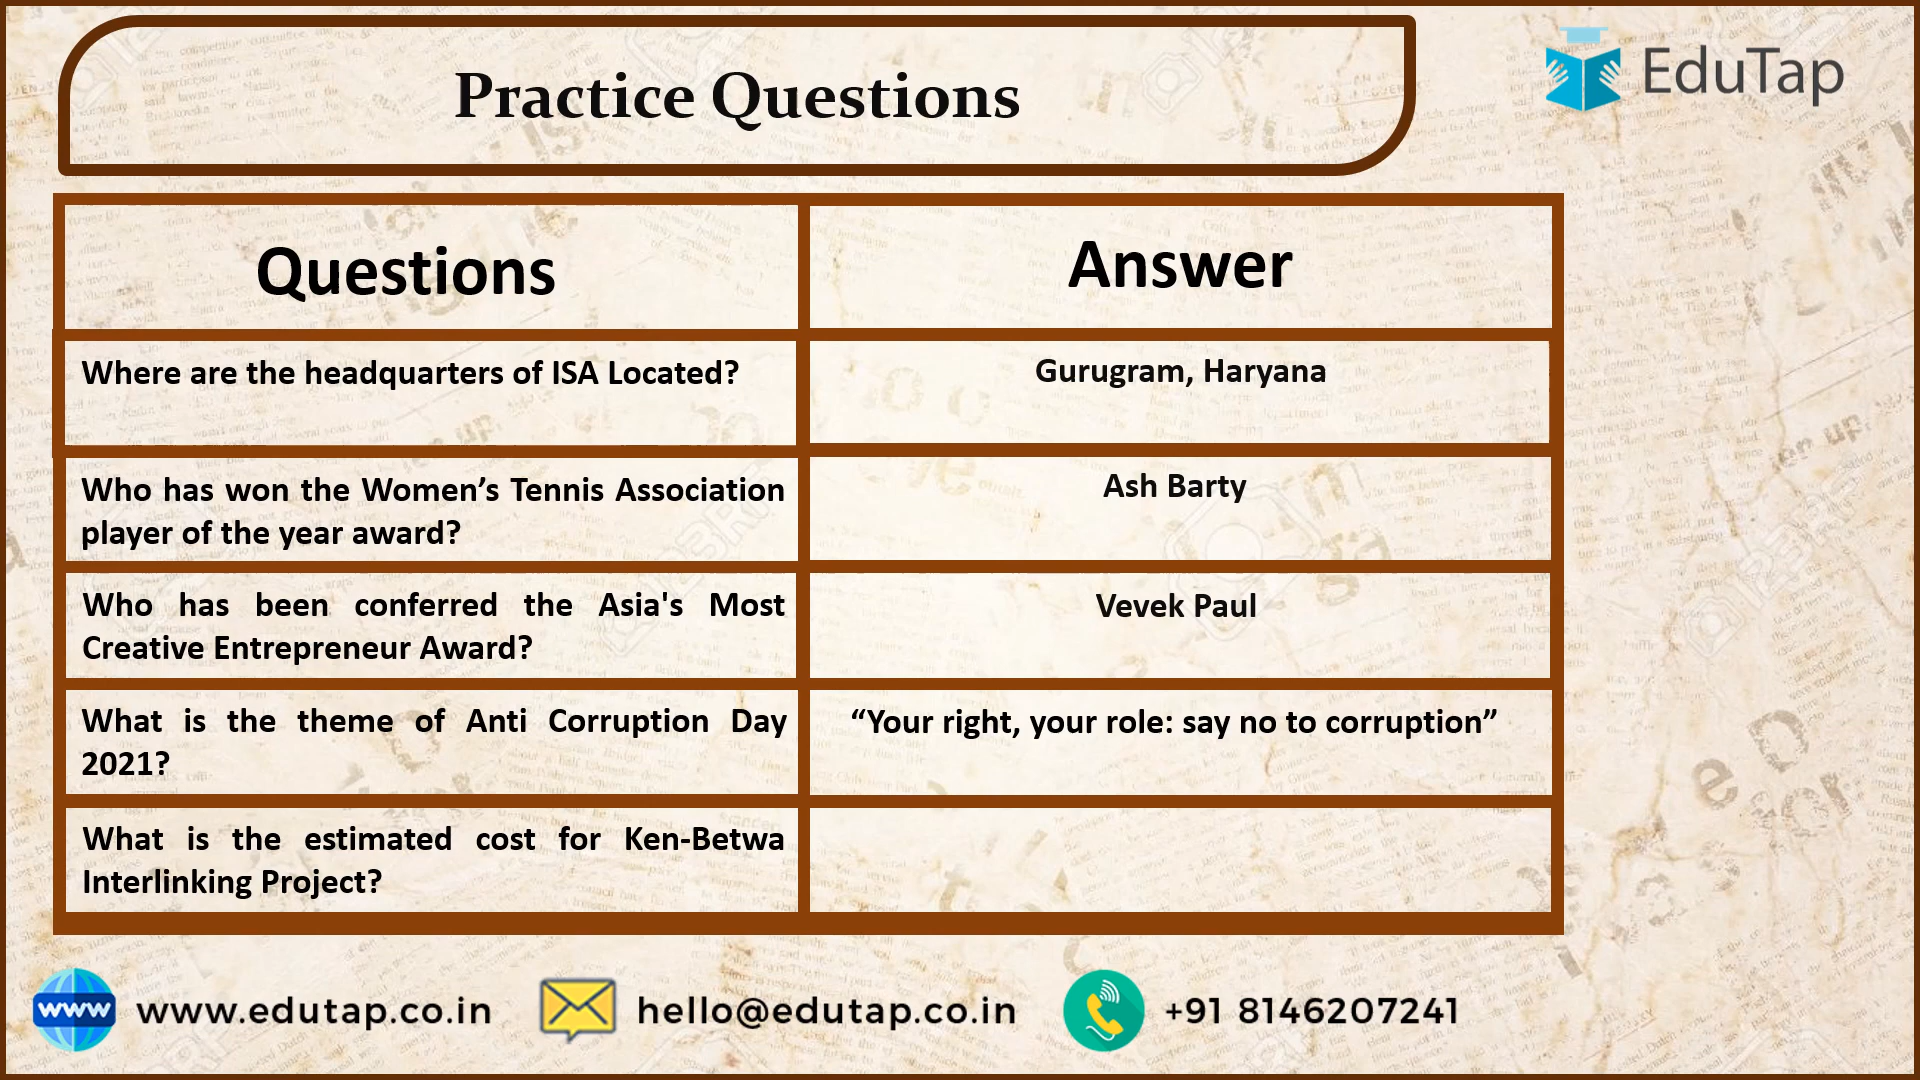 Practice Questions
EduTap
Questions
Answer
Where are the headquarters of ISA Located?
Gurugram, Haryana
Who has won the Women’s Tennis Association
player of the year award?
Ash Barty
Who has been conferred the Asia's Most
Creative Entrepreneur Award?
Vevek Paul
What is the theme of Anti Corruption Day
2021?
“Your right, your role: say no to corruption”
What is the estimated cost for Ken-Betwa
Interlinking Project?
www
www.edutap.co.in
hello@edutap.co.in
+91 8146207241